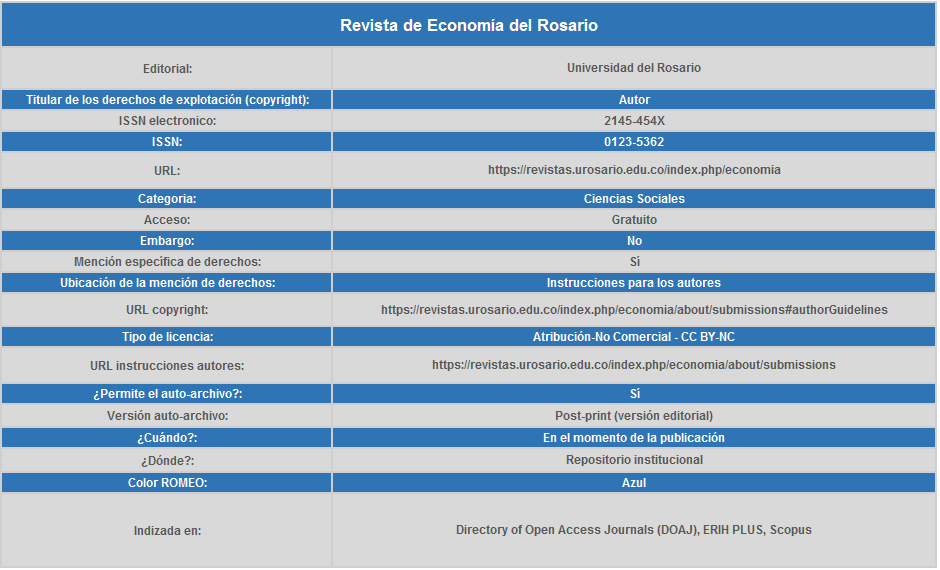 Revista de Economía del Rosario
Editorial: Universidad del Rosario
Titular de los derechos de explotación (copyright): Autor
ISSN electronico: 2145-454X
ISSN: 0123-5362
URL: https://revistas.urosario.edu.co/index.php/economia
Categoria: Ciencias Sociales
Acceso: Gratuito
Embargo: No
Mención específica de derechos: Sí
Ubicación de la mención de derechos: Instrucciones para los autores
URL copyright: https://revistas.urosario.edu.co/index.php/economia/about/submissions#authorGuidelines
Tipo de licencia: Atribución-No Comercial - CC BY-NC
URL instrucciones autores: https://revistas.urosario.edu.co/index.php/economia/about/submissions
¿Permite el auto-archivo?: Sí
Versión auto-archivo: Post-print (versión editorial)
¿Cuándo?: En el momento de la publicación
¿Dónde?: Repositorio institucional
Color ROMEO: Azul
Indizada en: Directory of Open Access Journals (DOAJ), ERIH PLUS, Scopus